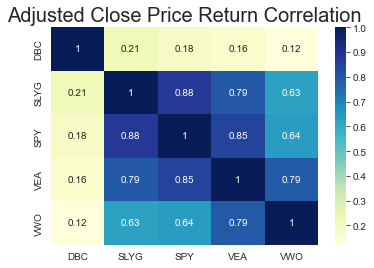 Adjusted Close Price Return Correlation
DBC 1 0.21 0.18 0.16 0.12
SLYG 0.21 1 0.88 0.79 0.63
SPY 0.18 0.88 1 0.85 0.64
VEA 0.16 0.79 0.85 1 0.79
VWO 0.12 0.63 0.64 0.79 1
DBC SLYG SPY VEA VWO
1.0
0.9
0.8
0.7
0.6
0.5
0.4
0.3
0.2